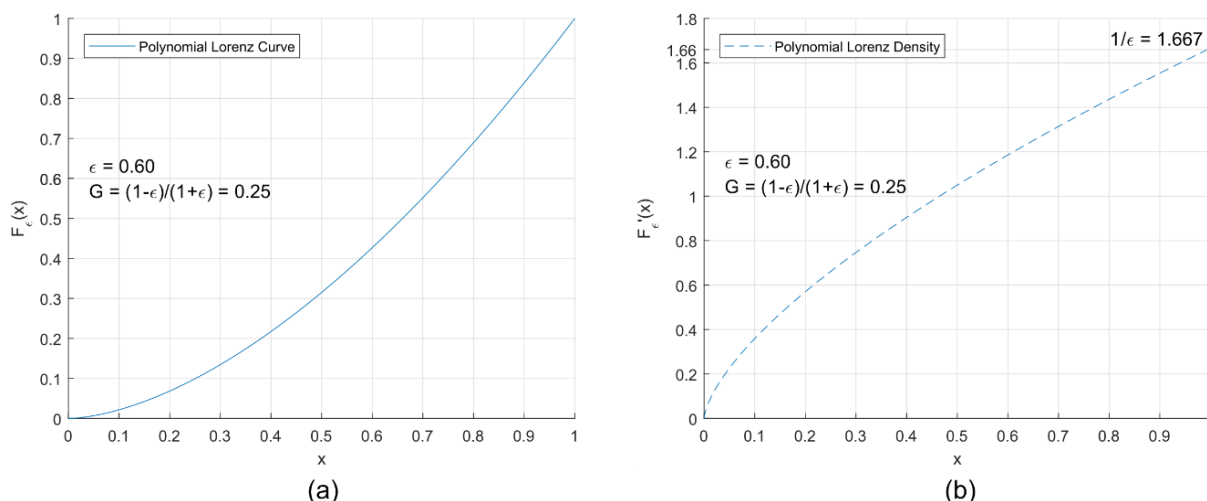 1
0.9
0.8
0.7
0.6
0.5
0.4
0.3
0.2
0.1
0
Polynomial Lorenz Curve
ϵ = 0.60
G = (1-ϵ)/(1+ϵ) = 0.25
F_ϵ(x)
0 0.1 0.2 0.3 0.4 0.5 0.6 0.7 0.8 0.9 1
x
(a)
1.8
1.66
1.6
1.4
1.2
1
0.8
0.6
0.4
0.2
0
Polynomial Lorenz Density
1/ϵ = 1.667
ϵ = 0.60
G = (1-ϵ)/(1+ϵ) = 0.25
F_ϵ'(x)
0 0.1 0.2 0.3 0.4 0.5 0.6 0.7 0.8 0.9
x
(b)